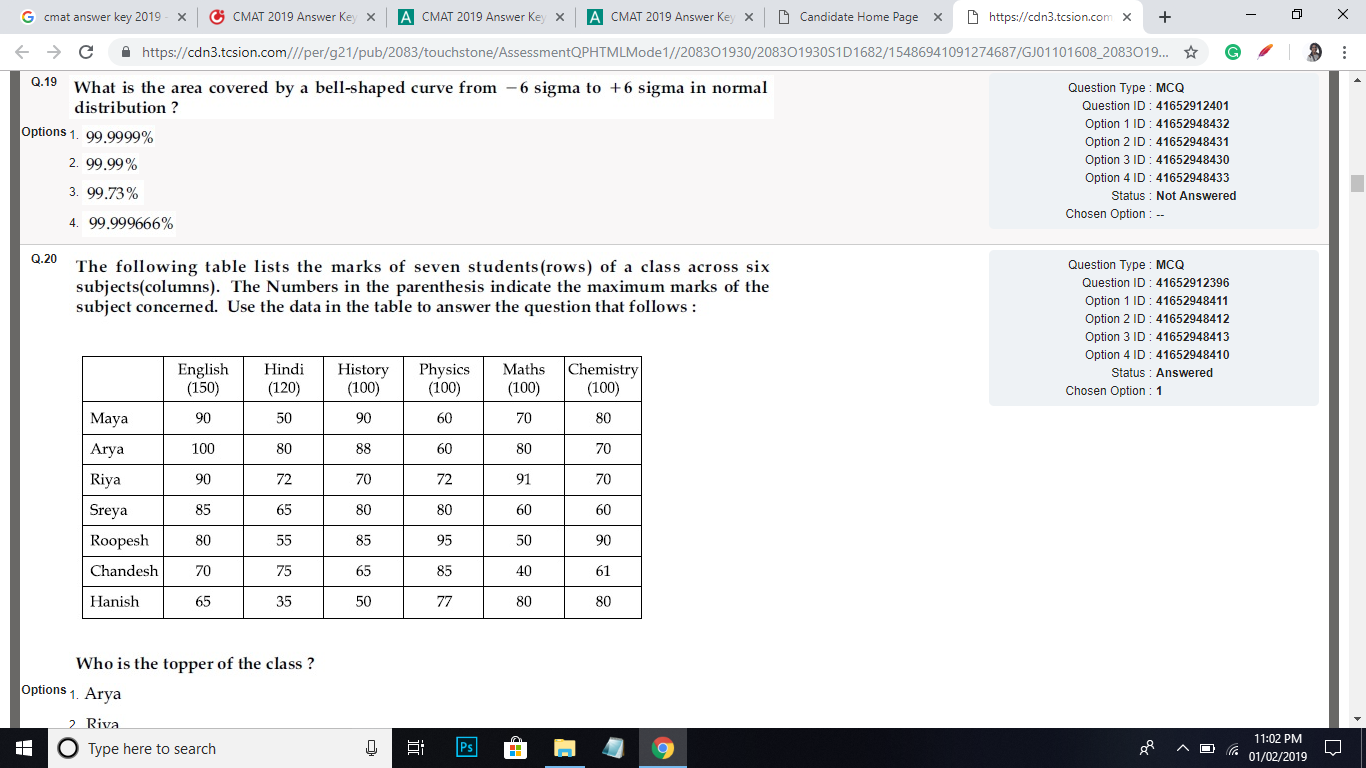 cmat answer key 2019 -
CMAT 2019 Answer Key
CMAT 2019 Answer Key
CMAT 2019 Answer Key
Candidate Home Page
https://cdn3.tcsion.com
https://cdn3.tcsion.com///per/g21/pub/2083/touchstone/AssessmentQPHTMLMode1//2083O1930/2083O1930S1D1682/15486941091274687/GJ01101608_2083O19...
Q.19 What is the area covered by a bell-shaped curve from −6 sigma to +6 sigma in normal
distribution ?
Options 1. 99.9999%
2. 99.99%
3. 99.73%
4. 99.999666%
Question Type : MCQ
Question ID : 41652912401
Option 1 ID : 41652948432
Option 2 ID : 41652948431
Option 3 ID : 41652948430
Option 4 ID : 41652948433
Status : Not Answered
Chosen Option : --
Q.20 The following table lists the marks of seven students(rows) of a class across six
subjects(columns). The Numbers in the parenthesis indicate the maximum marks of the
subject concerned. Use the data in the table to answer the question that follows :
English Hindi History Physics Maths Chemistry
(150) (120) (100) (100) (100) (100)
Maya 90 50 90 60 70 80
Arya 100 80 88 60 80 70
Riya 90 72 70 72 91 70
Sreya 85 65 80 80 60 60
Roopesh 80 55 85 95 50 90
Chandesh 70 75 65 85 40 61
Hanish 65 35 50 77 80 80
Who is the topper of the class ?
Options 1. Arya
2. Riya
Question Type : MCQ
Question ID : 41652912396
Option 1 ID : 41652948411
Option 2 ID : 41652948412
Option 3 ID : 41652948413
Option 4 ID : 41652948410
Status : Answered
Chosen Option : 1
Type here to search
Ps
11:02 PM
01/02/2019